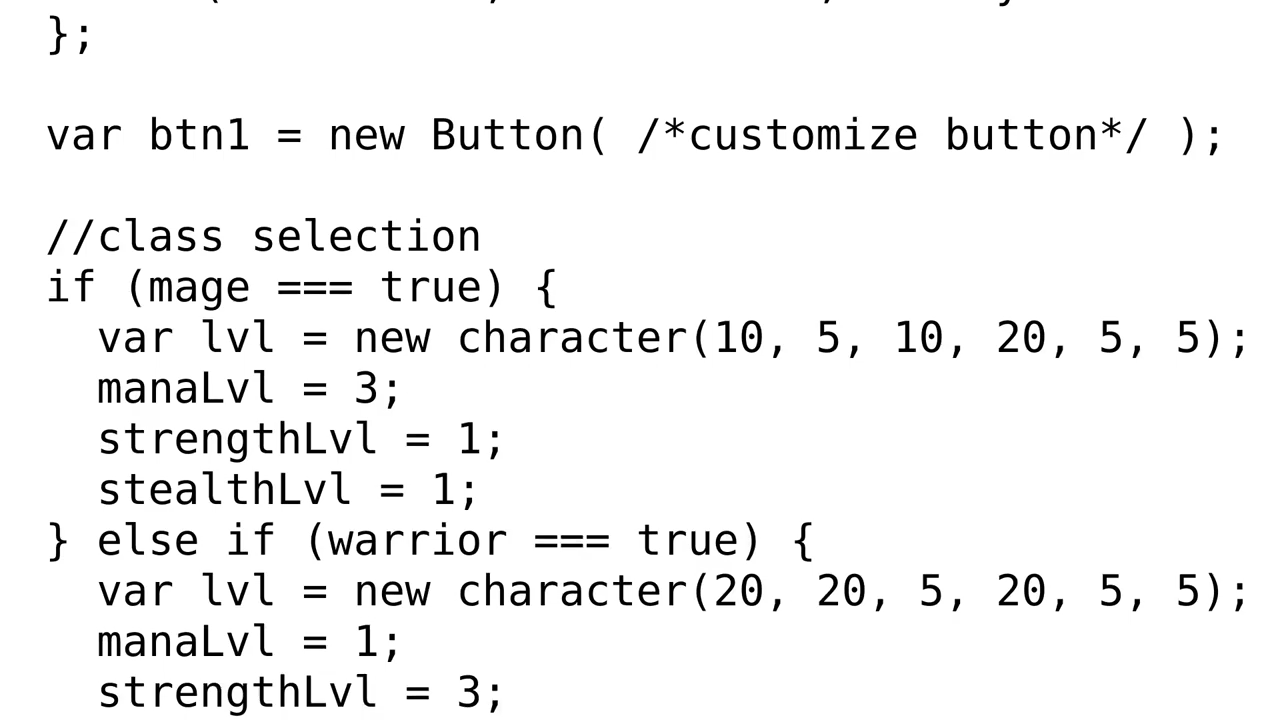 };
var btn1 = new Button( /*customize button*/ );
//class selection
if (mage === true) {
  var lvl = new character(10, 5, 10, 20, 5, 5);
  manaLvl = 3;
  strengthLvl = 1;
  stealthLvl = 1;
} else if (warrior === true) {
  var lvl = new character(20, 20, 5, 20, 5, 5);
  manaLvl = 1;
  strengthLvl = 3;